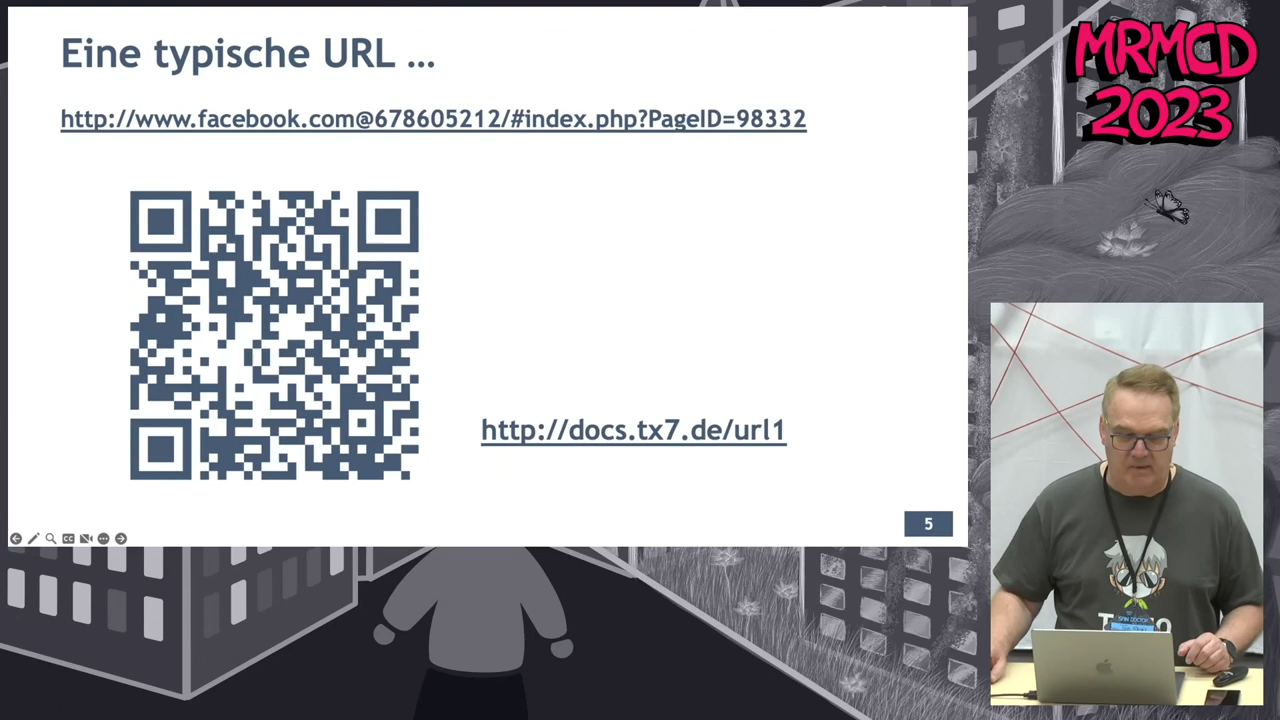 Eine typische URL ...
http://www.facebook.com@678605212/#index.php?PageID=98332
http://docs.tx7.de/url1
5
MRMCD
2023